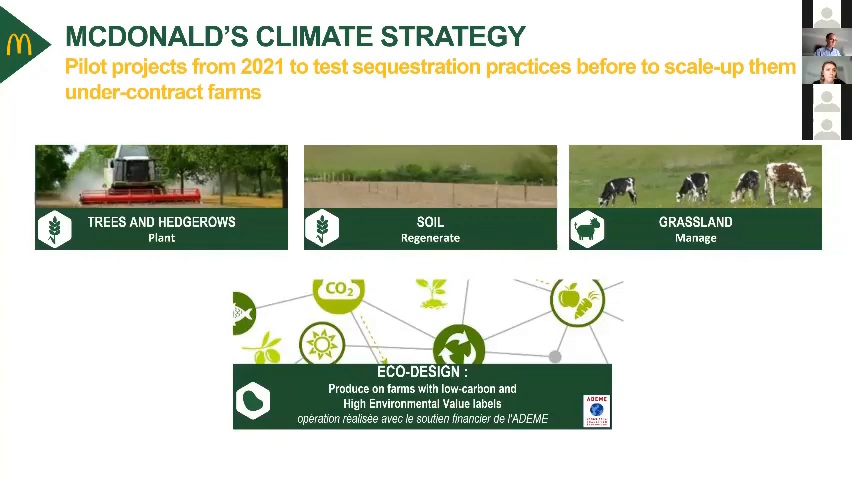 MCDONALD'S CLIMATE STRATEGY
Pilot projects from 2021 to test sequestration practices before to scale-up them
under-contract farms
TREES AND HEDGEROWS
Plant
SOIL
Regenerate
GRASSLAND
Manage
CO2
ECO-DESIGN :
Produce on farms with low-carbon and
High Environmental Value labels
opération réalisée avec le soutien financier de l'ADEME
ADEME